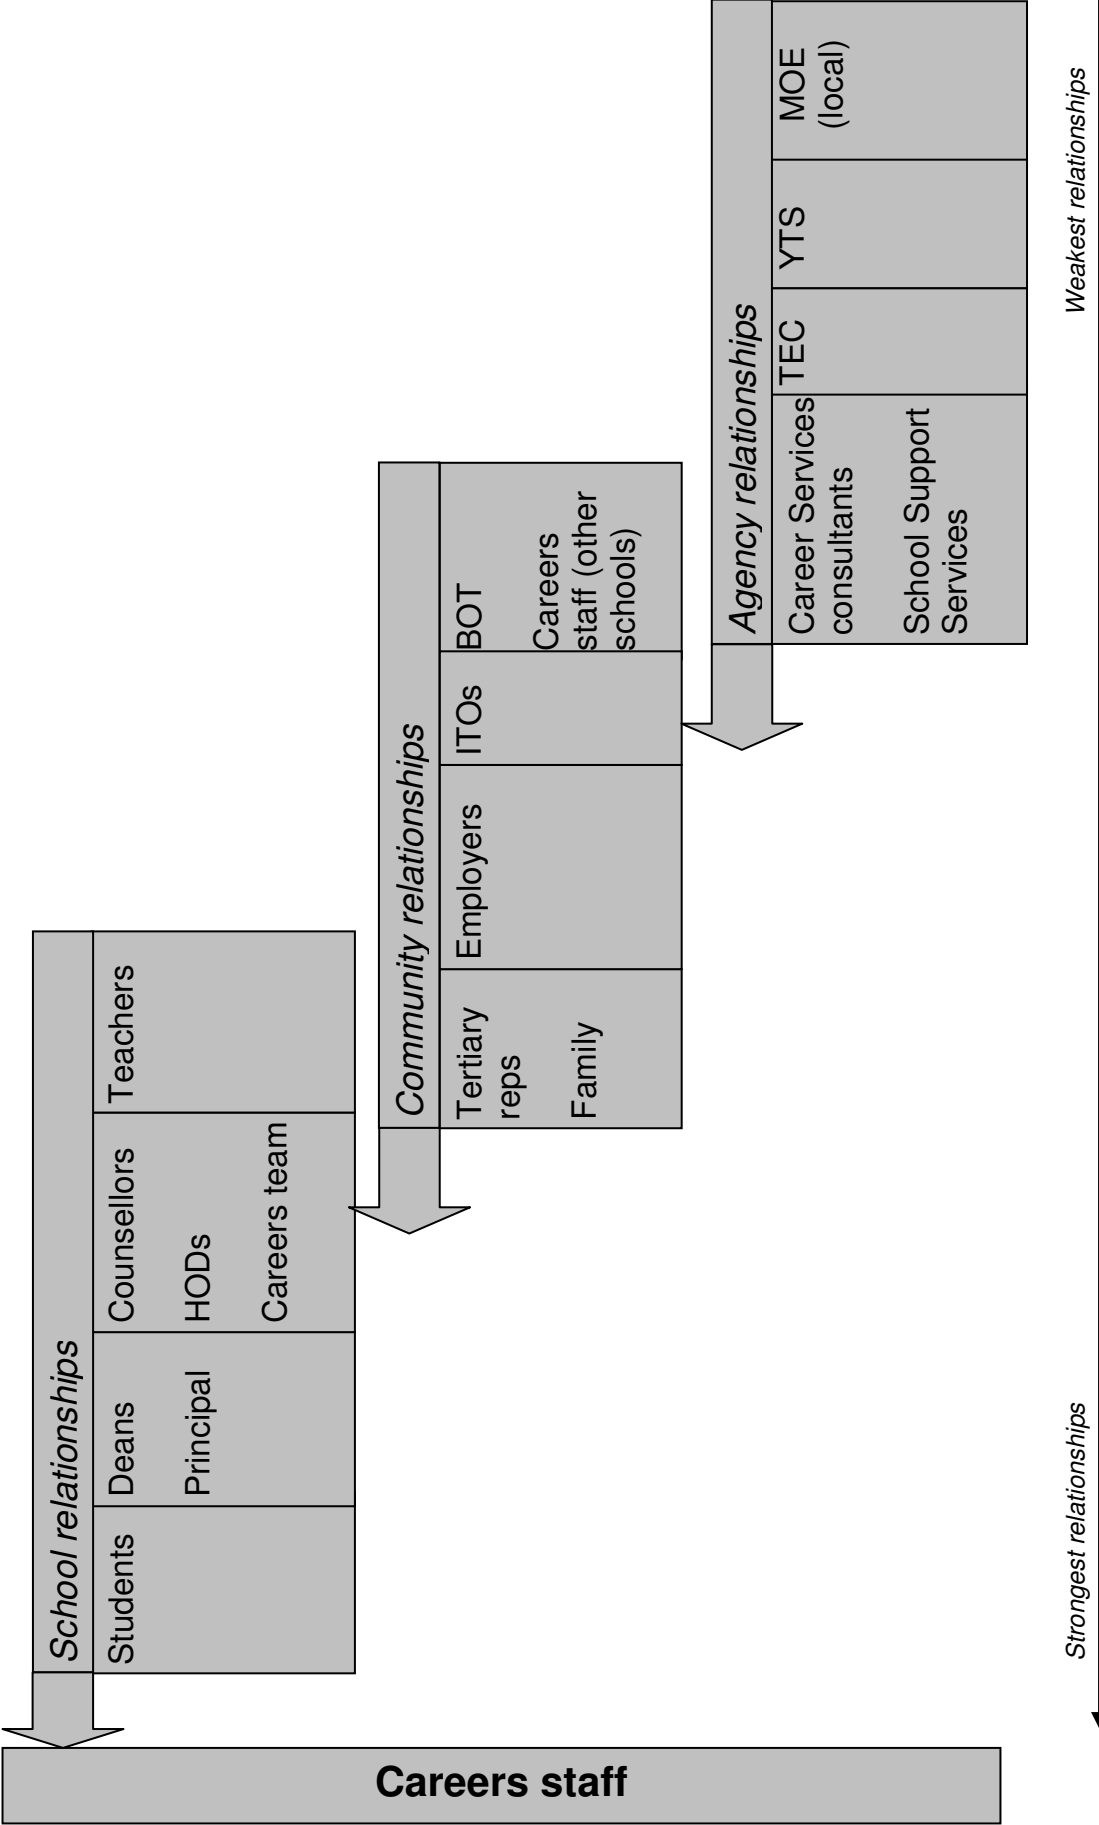 Careers staff
School relationships
Students
Deans
Principal
Counsellors
HODs
Careers team
Teachers
Community relationships
Tertiary
reps
Family
Employers
ITOs
BOT
Careers
staff (other
schools)
Agency relationships
Career Services
consultants
School Support
Services
TEC
YTS
MOE
(local)
Strongest relationships
Weakest relationships